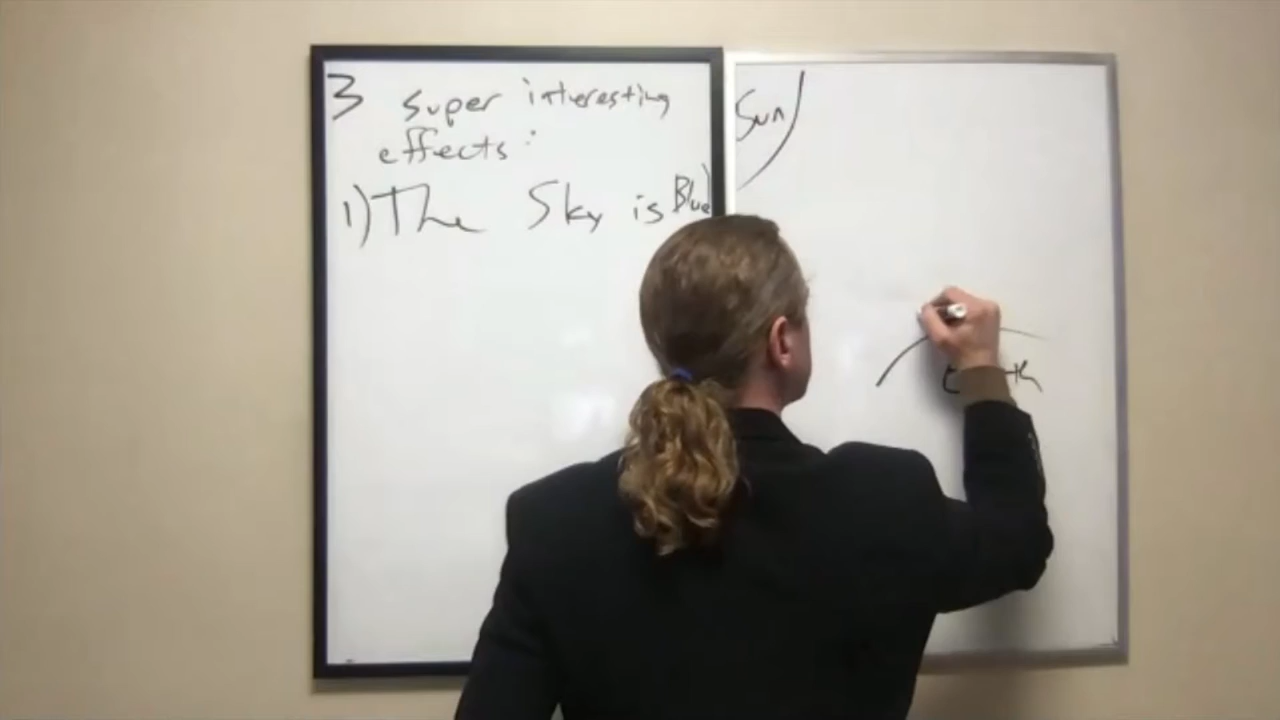 3 super interesting
effects:
1) The Sky is Blue
Sun